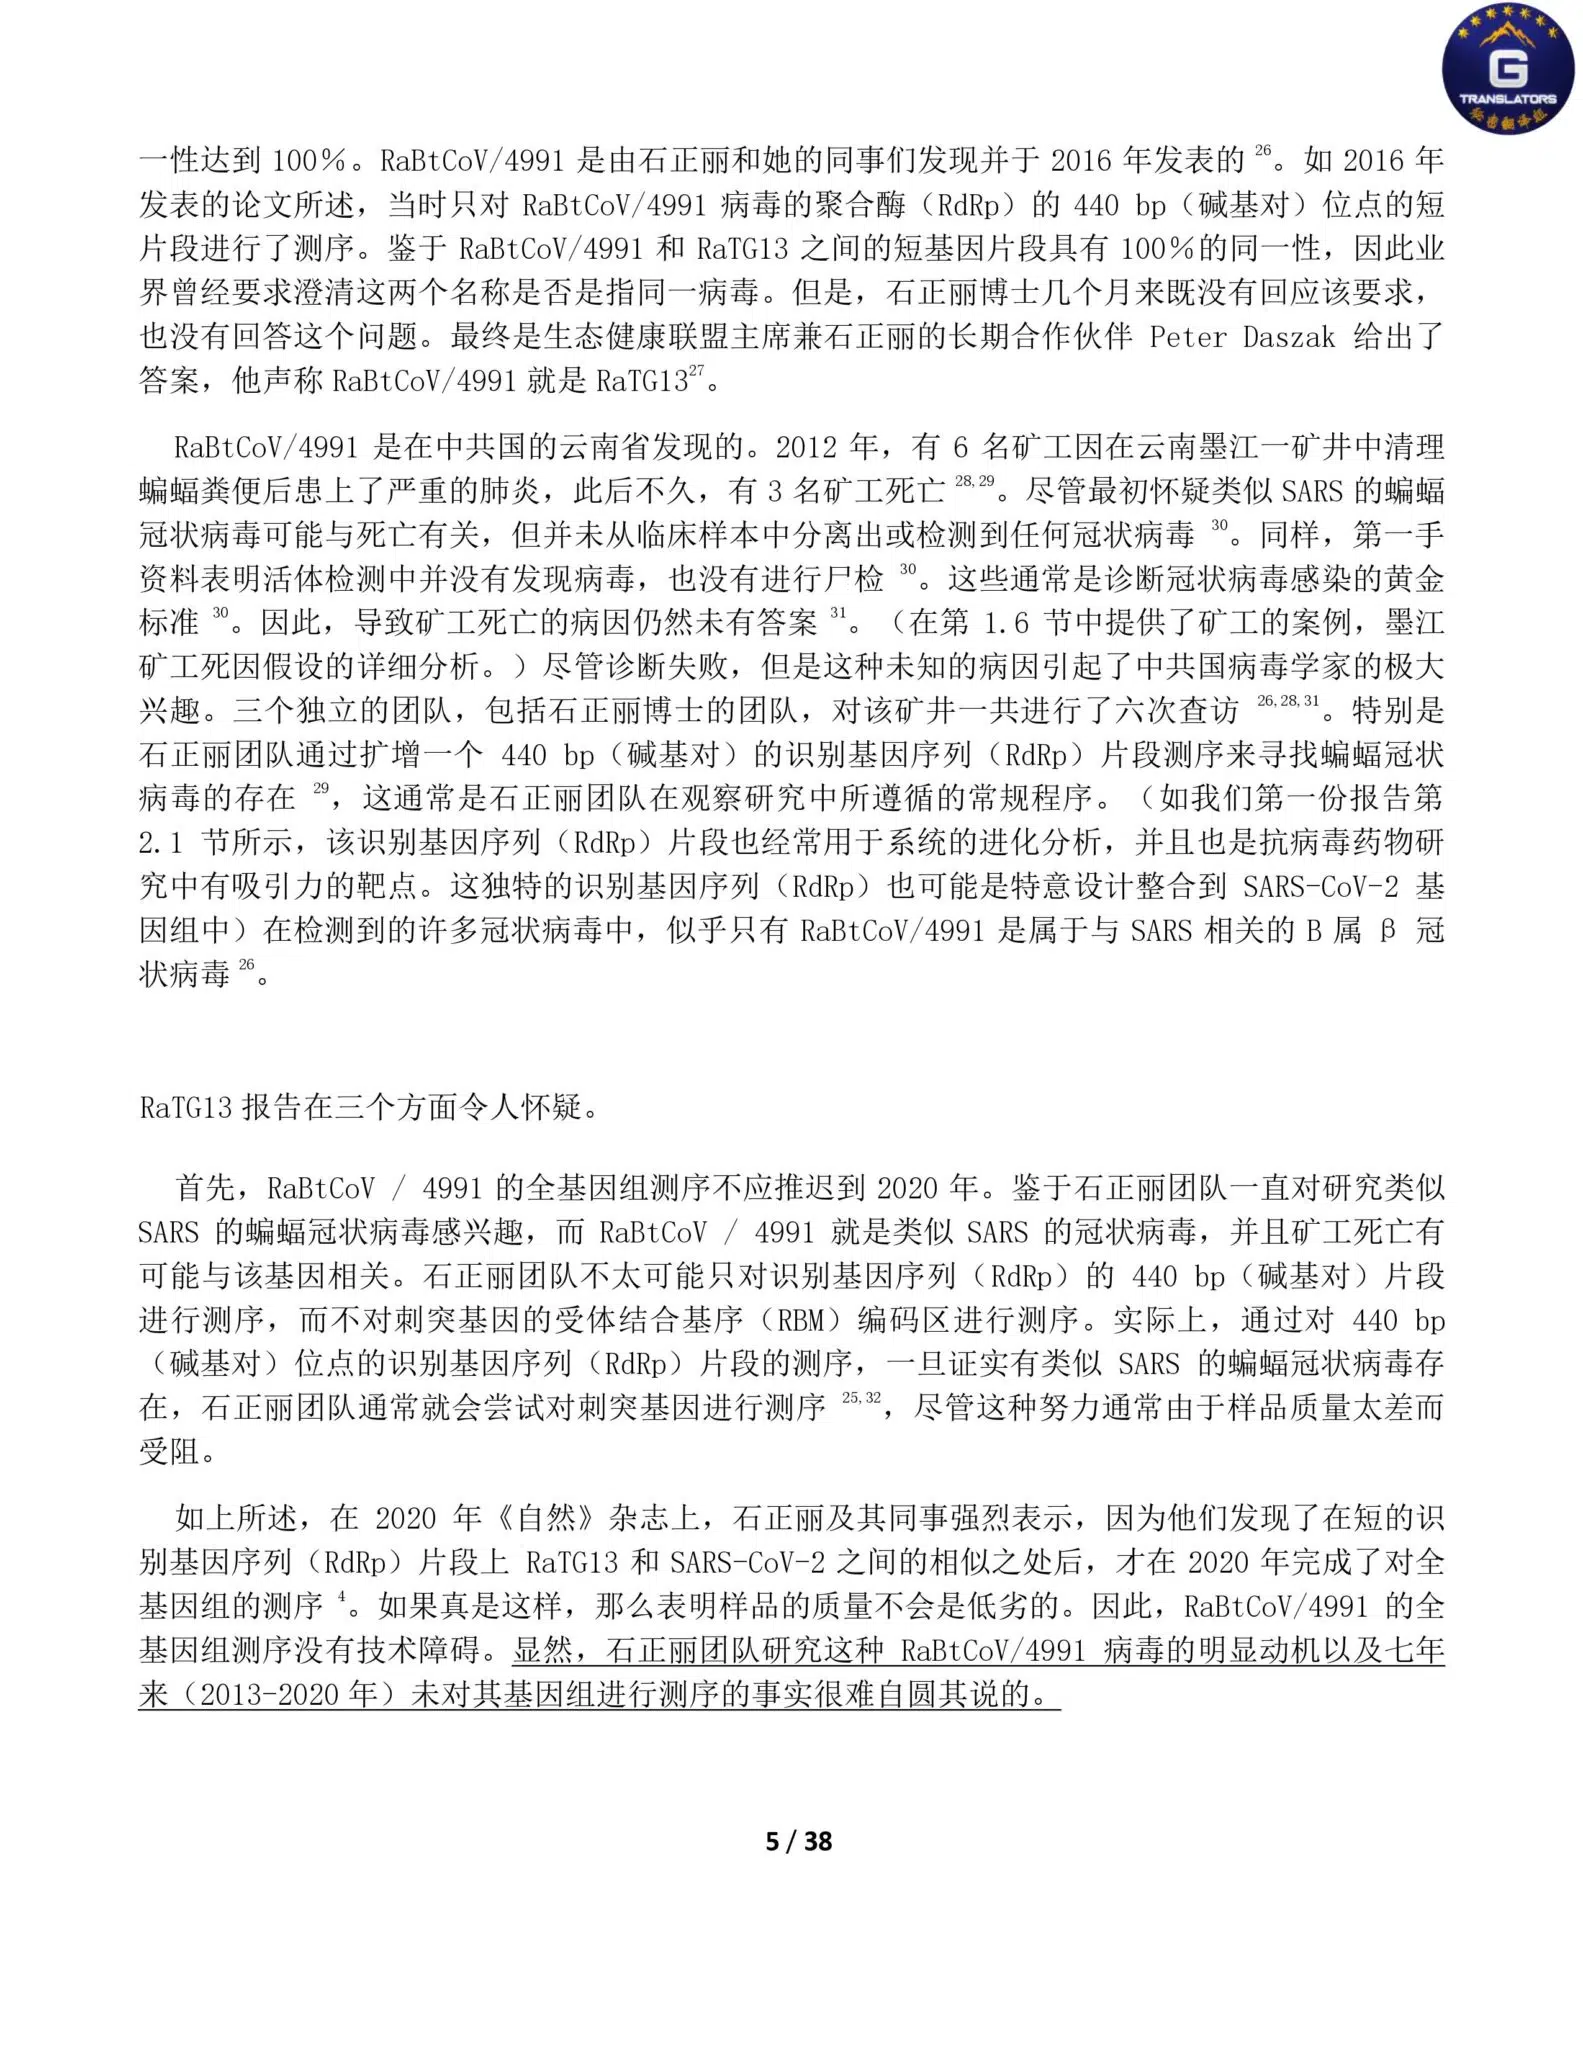 G
TRANSLATORS
一性达到 100%。RaBtCoV/4991 是由石正丽和她的同事们发现并于 2016 年发表的 26。如 2016 年
发表的论文所述，当时只对 RaBtCoV/4991 病毒的聚合酶（RdRp）的 440 bp（碱基对）位点的短
片段进行了测序。鉴于 RaBtCoV/4991 和 RaTG13 之间的短基因片段具有 100%的同一性，因此业
界曾经要求澄清这两个名称是否是指同一病毒。但是，石正丽博士几个月来既没有回应该要求，
也没有回答这个问题。最终是生态健康联盟主席兼石正丽的长期合作伙伴 Peter Daszak 给出了
答案，他声称 RaBtCoV/4991 就是 RaTG1327。
RaBtCoV/4991 是在中共国的云南省发现的。2012 年，有 6 名矿工因在云南墨江一矿井中清理
蝙蝠粪便后患上了严重的肺炎，此后不久，有 3 名矿工死亡 28,29。尽管最初怀疑类似 SARS 的蝙蝠
冠状病毒可能与死亡有关，但并未从临床样本中分离出或检测到任何冠状病毒 30。同样，第一手
资料表明活体检测中并没有发现病毒，也没有进行尸检 30。这些通常是诊断冠状病毒感染的黄金
标准 30。因此，导致矿工死亡的病因仍然未有答案 31。（在第 1.6 节中提供了矿工的案例，墨江
矿工死因假设的详细分析。）尽管诊断失败，但是这种未知的病因引起了中共国病毒学家的极大
兴趣。三个独立的团队，包括石正丽博士的团队，对该矿井一共进行了六次查访 26,28,31。特别是
石正丽团队通过扩增一个 440 bp（碱基对）的识别基因序列（RdRp）片段测序来寻找蝙蝠冠状
病毒的存在 29，这通常是石正丽团队在观察研究中所遵循的常规程序。（如我们第一份报告第
2.1 节所示，该识别基因序列（RdRp）片段也经常用于系统的进化分析，并且也是抗病毒药物研
究中有吸引力的靶点。这独特的识别基因序列（RdRp）也可能是特意设计整合到 SARS-CoV-2 基
因组中）在检测到的许多冠状病毒中，似乎只有 RaBtCoV/4991 是属于与 SARS 相关的 B 属 β 冠
状病毒 26。
RaTG13 报告在三个方面令人怀疑。
首先，RaBtCoV / 4991 的全基因组测序不应推迟到 2020 年。鉴于石正丽团队一直对研究类似
SARS 的蝙蝠冠状病毒感兴趣，而 RaBtCoV / 4991 就是类似 SARS 的冠状病毒，并且矿工死亡有
可能与该基因相关。石正丽团队不太可能只对识别基因序列（RdRp）的 440 bp（碱基对）片段
进行测序，而不对刺突基因的受体结合基序（RBM）编码区进行测序。实际上，通过对 440 bp
（碱基对）位点的识别基因序列（RdRp）片段的测序，一旦证实有类似 SARS 的蝙蝠冠状病毒存
在，石正丽团队通常就会尝试对刺突基因进行测序 25,32，尽管这种努力通常由于样品质量太差而
受阻。
如上所述，在 2020 年《自然》杂志上，石正丽及其同事强烈表示，因为他们发现了在短的识
别基因序列（RdRp）片段上 RaTG13 和 SARS-CoV-2 之间的相似之处后，才在 2020 年完成了对全
基因组的测序 4。如果真是这样，那么表明样品的质量不会是低劣的。因此，RaBtCoV/4991 的全
基因组测序没有技术障碍。显然，石正丽团队研究这种 RaBtCoV/4991 病毒的明显动机以及七年
来（2013-2020 年）未对其基因组进行测序的事实很难自圆其说的。
5 / 38